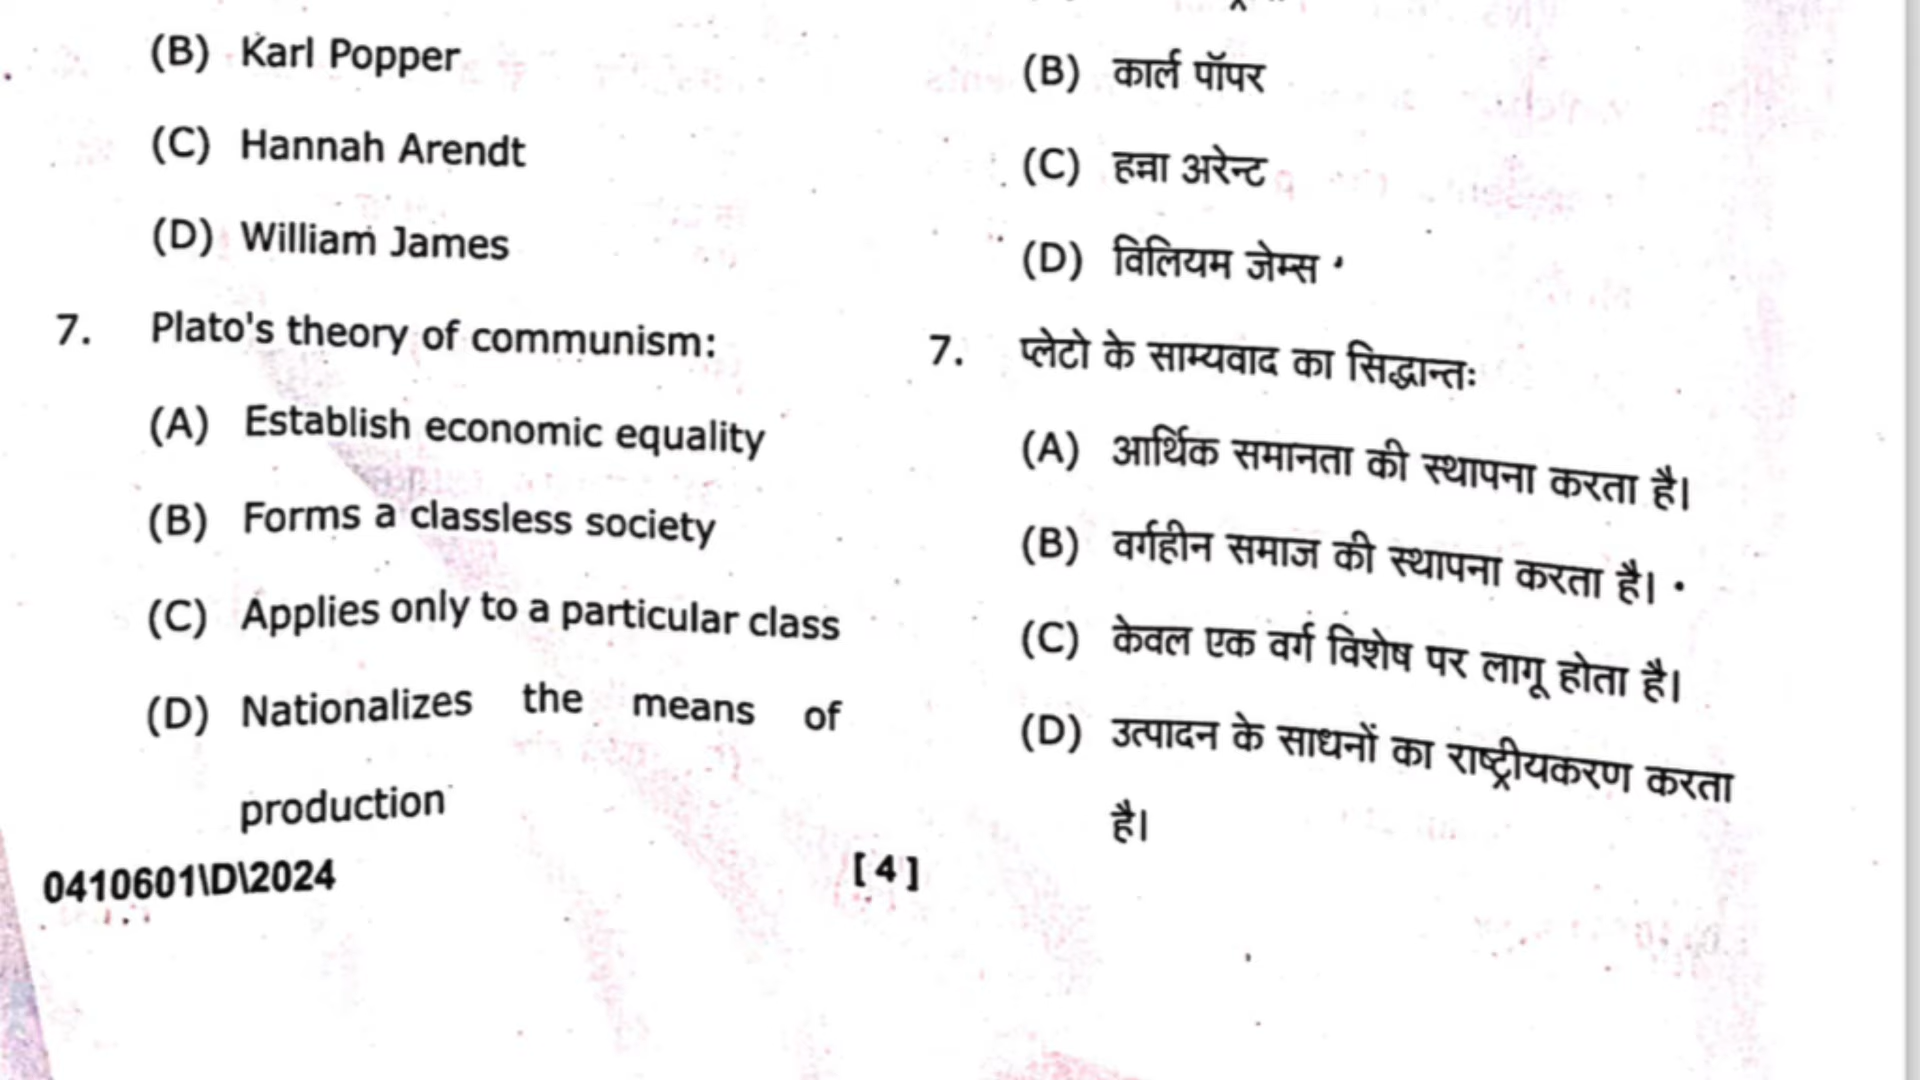 (B) Karl Popper
(C) Hannah Arendt
(D) William James
7. Plato's theory of communism:
(A) Establish economic equality
(B) Forms a classless society
(C) Applies only to a particular class
(D) Nationalizes the means of
production
(B) कार्ल पॉपर
(C) हन्ना अरेन्ट
(D) विलियम जेम्स
7. प्लेटो के साम्यवाद का सिद्धान्तः
(A) आर्थिक समानता की स्थापना करता है।
(B) वर्गहीन समाज की स्थापना करता है।
(C) केवल एक वर्ग विशेष पर लागू होता है।
(D) उत्पादन के साधनों का राष्ट्रीयकरण करता
है।
0410601\D\2024
[4]